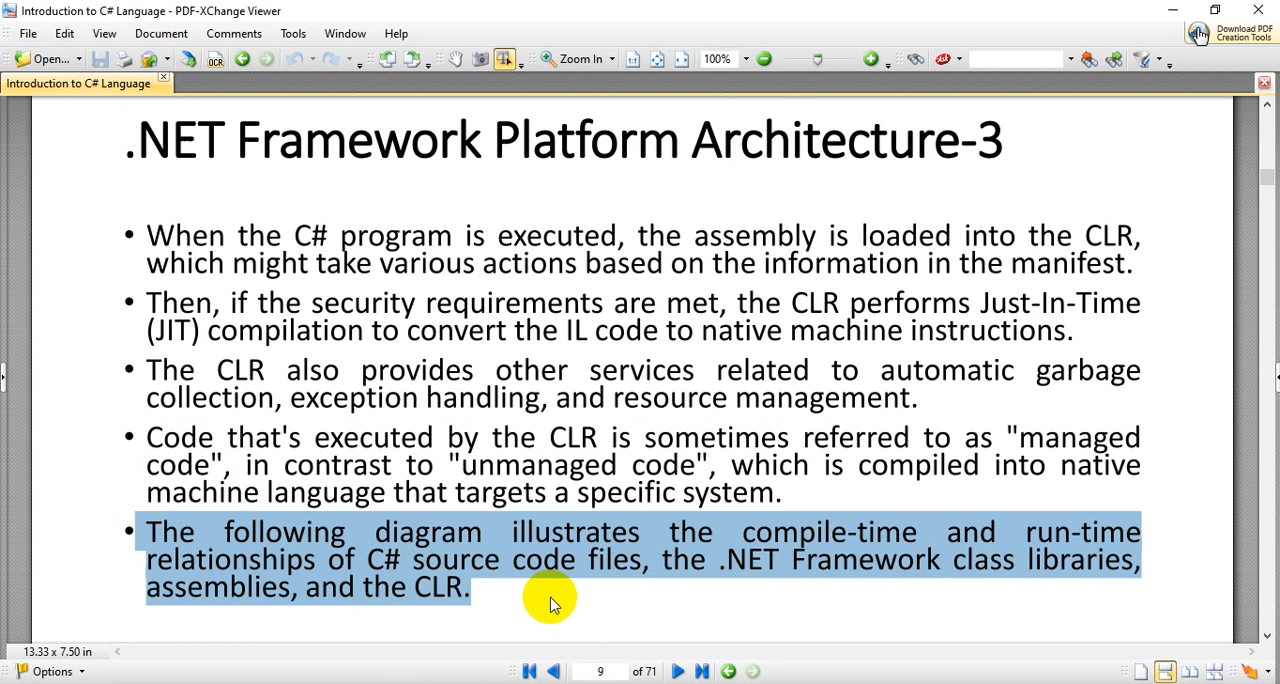 Introduction to C# Language - PDF-XChange Viewer
File Edit View Document Comments Tools Window Help
Download PDF
Creation Tools
Open... OCR Zoom In 100%
Introduction to C# Language
.NET Framework Platform Architecture-3
• When the C# program is executed, the assembly is loaded into the CLR,
which might take various actions based on the information in the manifest.
• Then, if the security requirements are met, the CLR performs Just-In-Time
(JIT) compilation to convert the IL code to native machine instructions.
• The CLR also provides other services related to automatic garbage
collection, exception handling, and resource management.
• Code that's executed by the CLR is sometimes referred to as "managed
code", in contrast to "unmanaged code", which is compiled into native
machine language that targets a specific system.
• The following diagram illustrates the compile-time and run-time
relationships of C# source code files, the .NET Framework class libraries,
assemblies, and the CLR.
13.33 x 7.50 in
Options 9 of 71